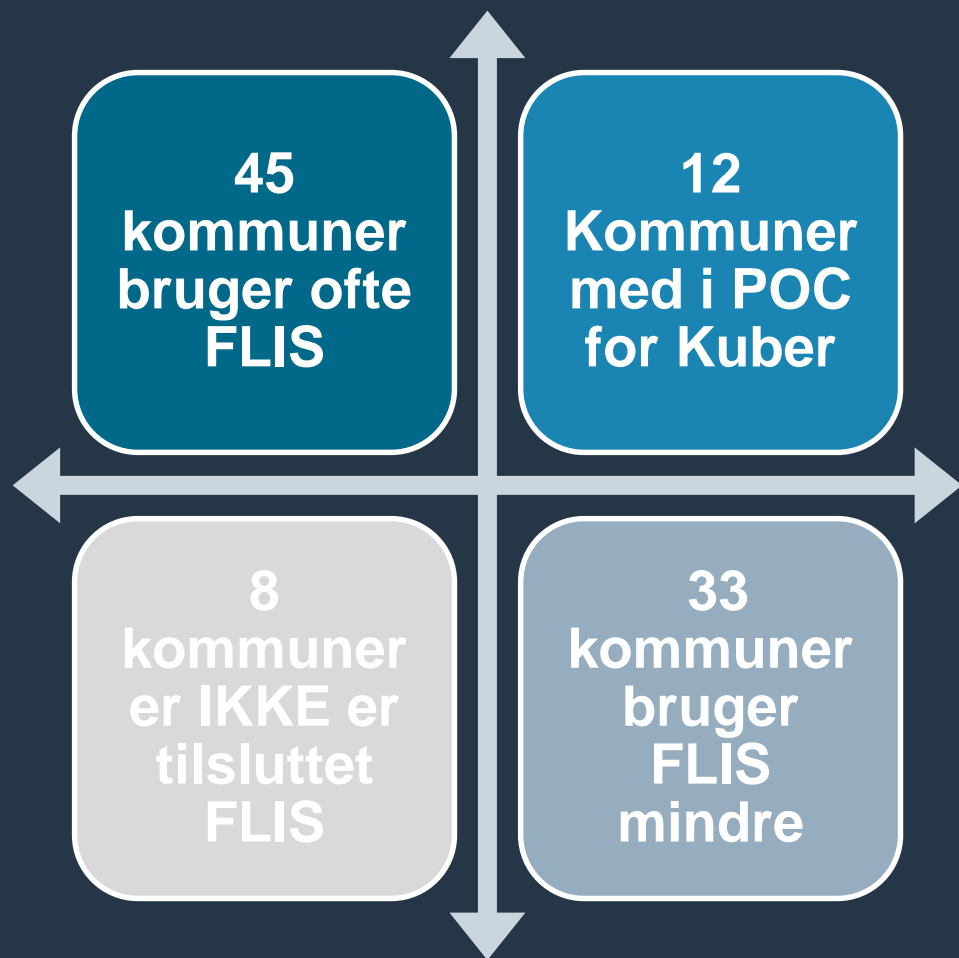 45
kommuner
bruger ofte
FLIS
12
Kommuner
med i POC
for Kuber
8
kommuner
er IKKE er
tilsluttet
FLIS
33
kommuner
bruger
FLIS
mindre